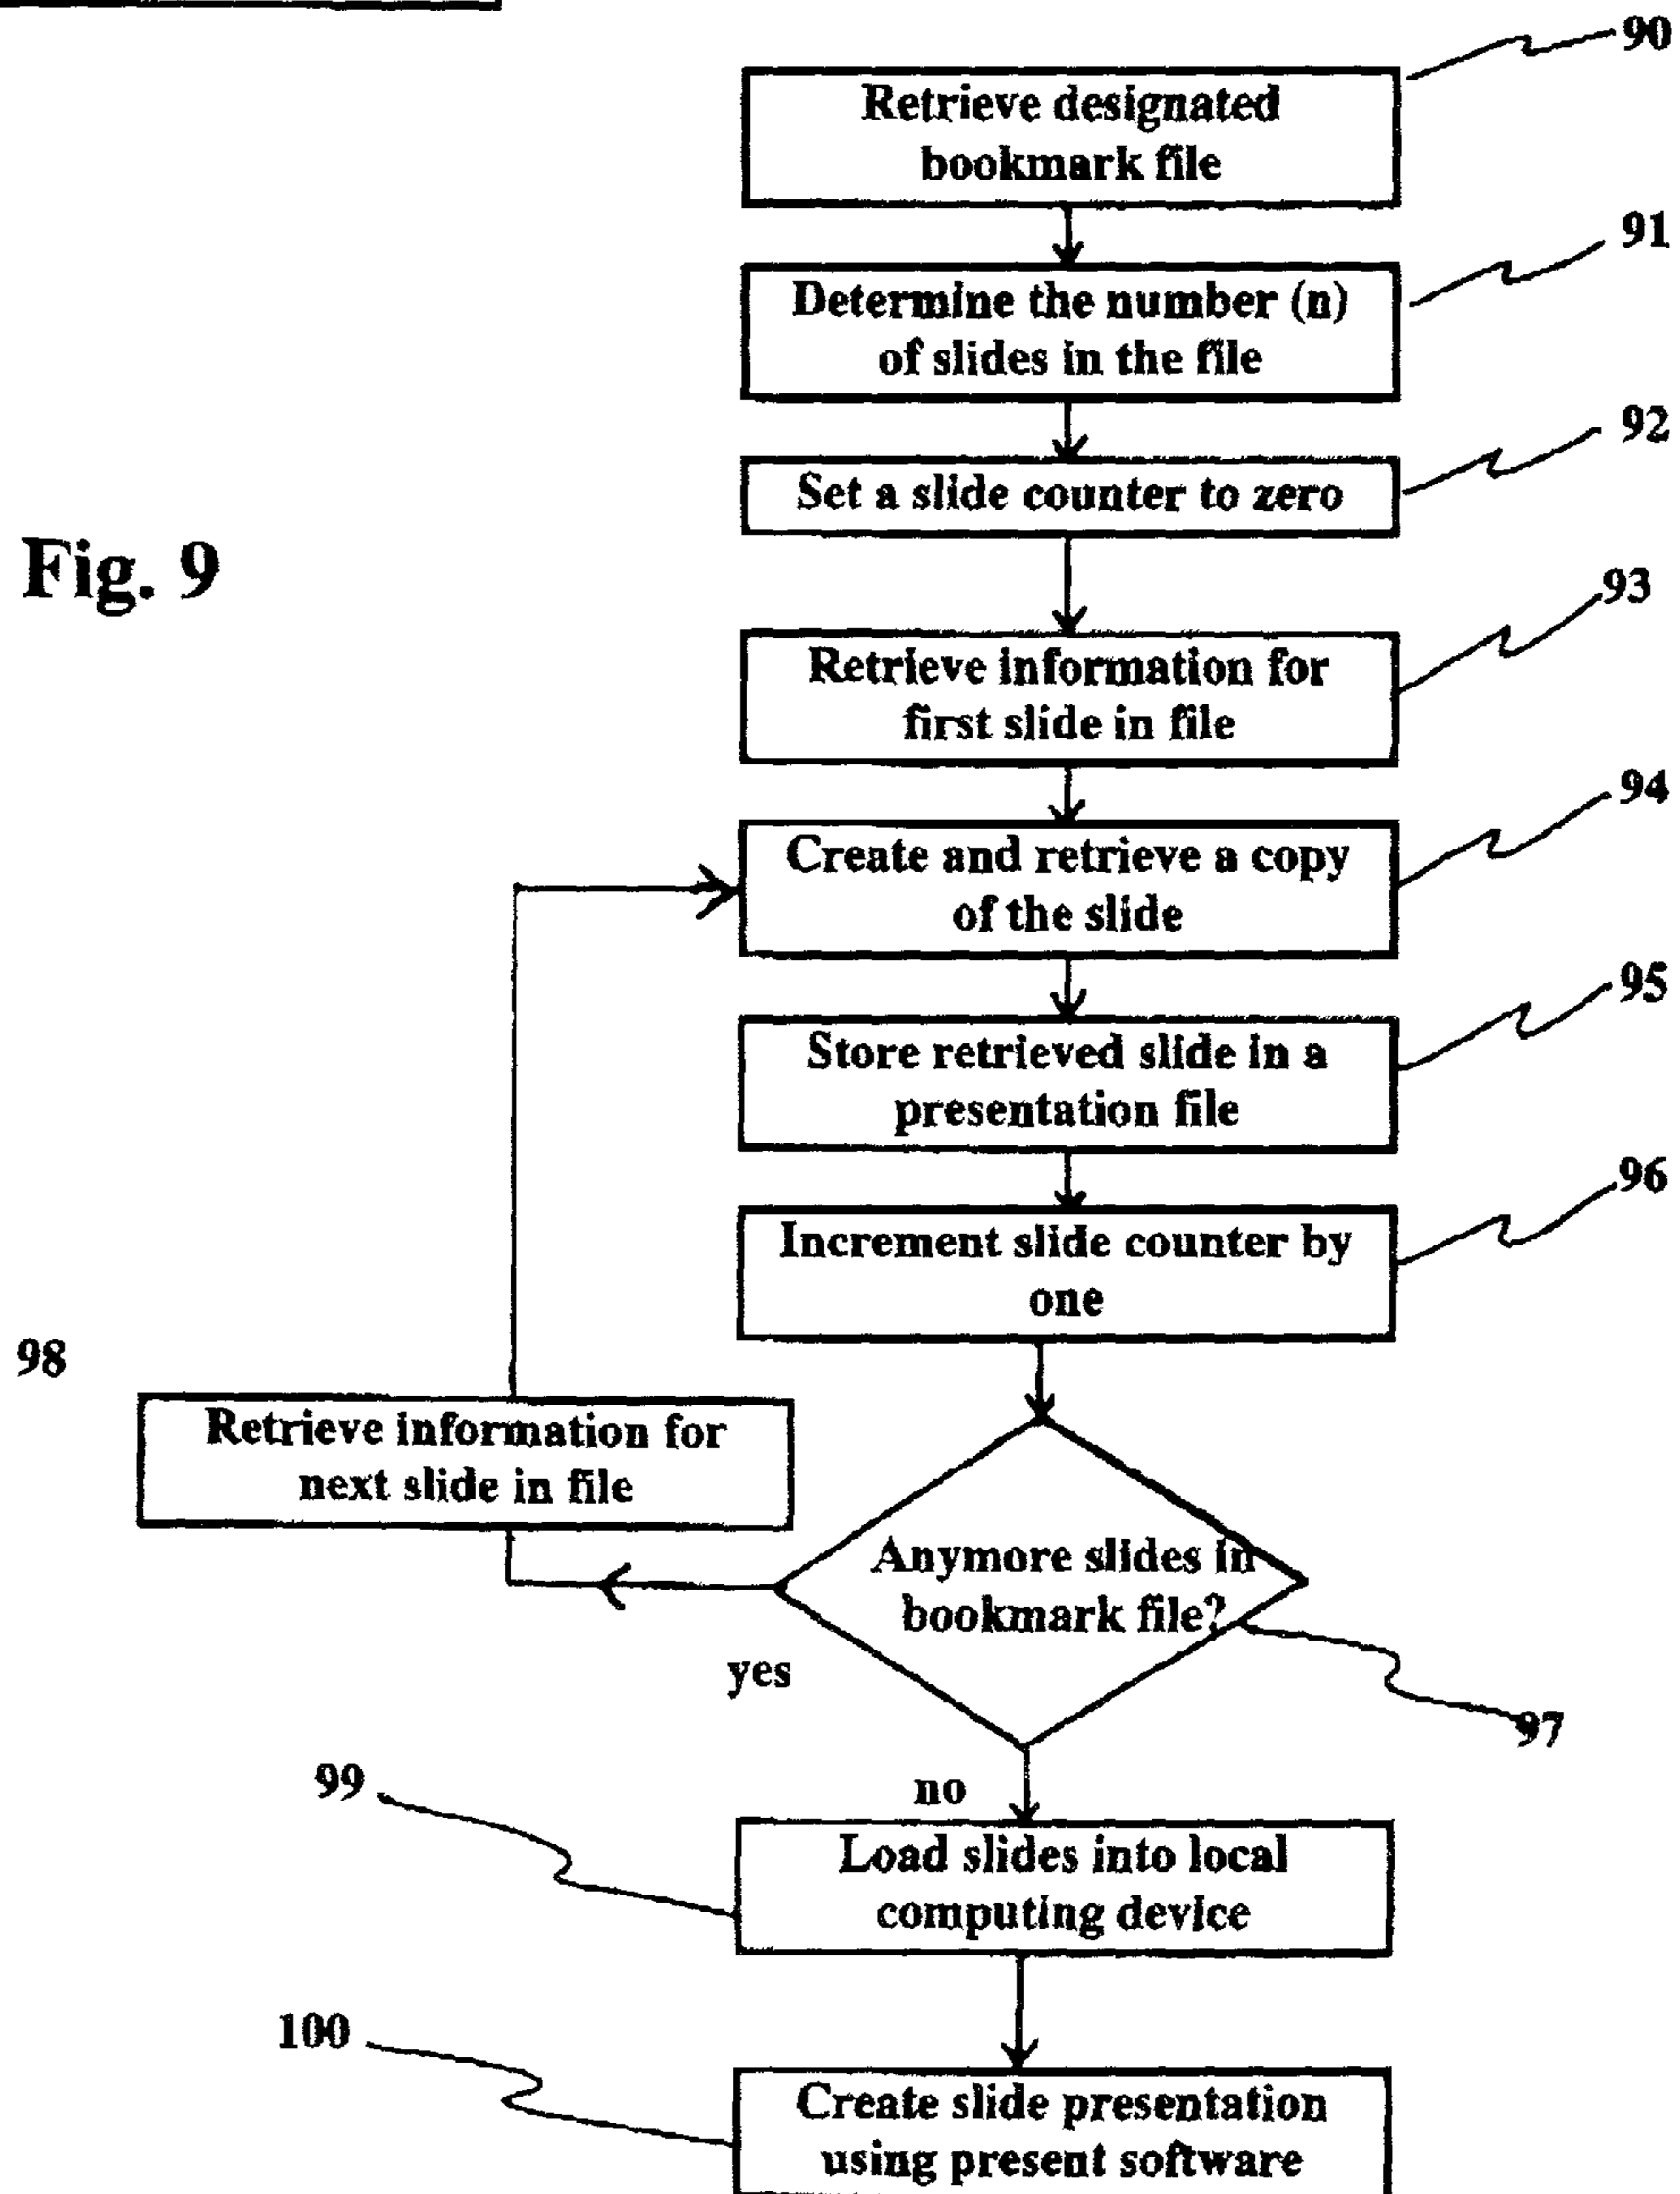 90
Retrieve designated
bookmark file
91
Determine the number (n)
of slides in the file
92
Set a slide counter to zero
Fig. 9
93
Retrieve information for
first slide in file
94
Create and retrieve a copy
of the slide
95
Store retrieved slide in a
presentation file
96
Increment slide counter by
one
98
Retrieve information for
next slide in file
Anymore slides in
bookmark file?
yes
97
99
no
Load slides into local
computing device
100
Create slide presentation
using present software